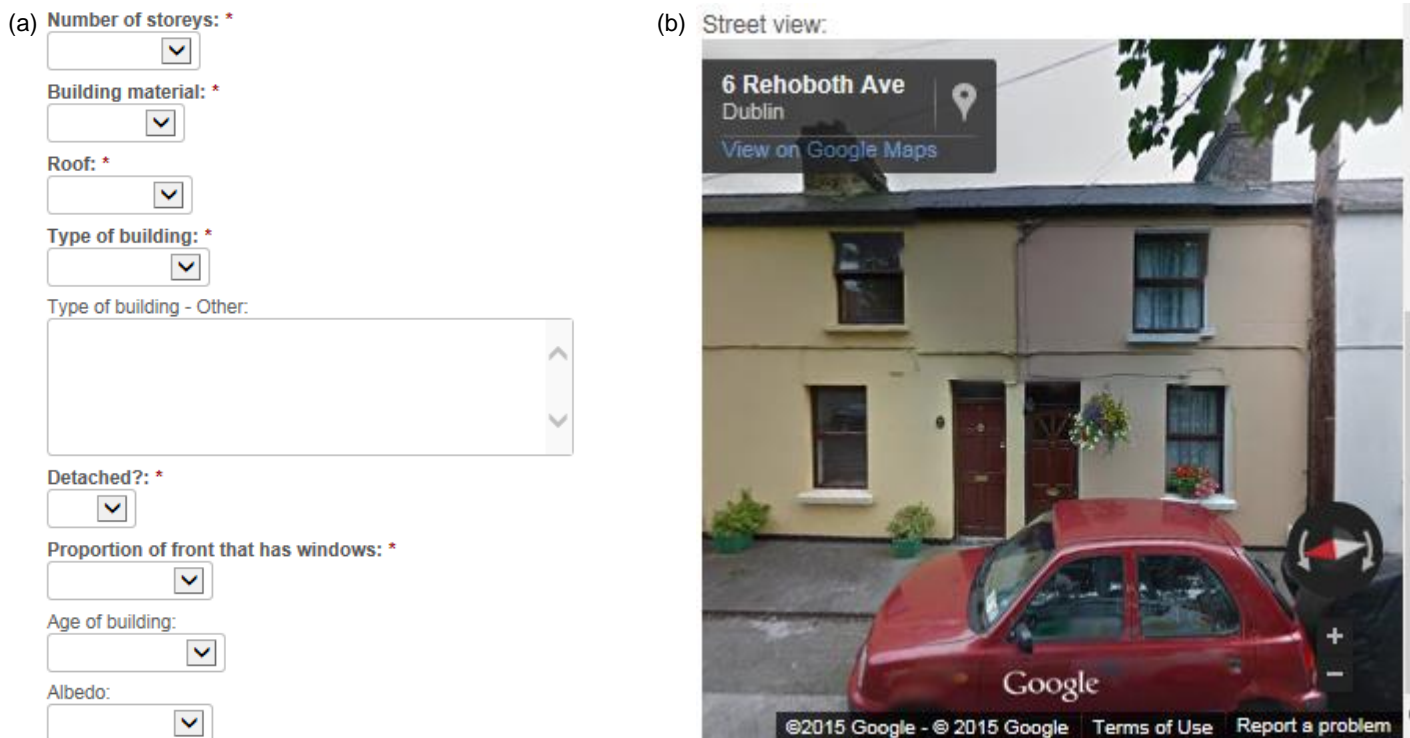 (a)
Number of storeys: *
Building material: *
Roof: *
Type of building: *
Type of building - Other:
Detached?: *
Proportion of front that has windows: *
Age of building:
Albedo:
(b)
Street view:
6 Rehoboth Ave
Dublin
View on Google Maps
+
−
Google
©2015 Google - © 2015 Google Terms of Use Report a problem